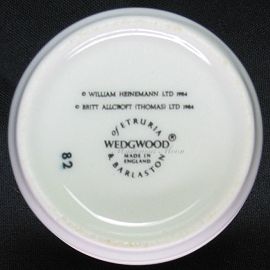 © WILLIAM HEINEMANN LTD 1984
© BRITT ALLCROFT (THOMAS) LTD 1984
of ETRURIA
WEDGWOOD®
MADE IN
ENGLAND
& BARLASTON
82